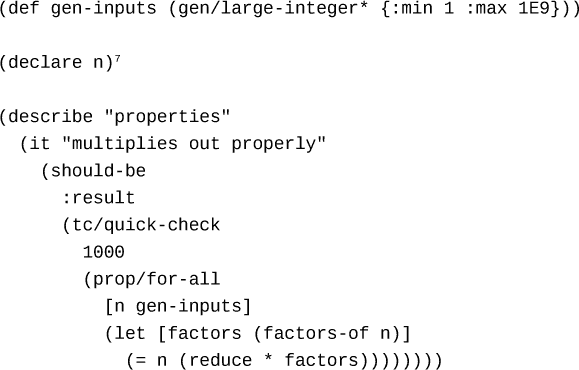 (def gen-inputs (gen/large-integer* {:min 1 :max 1E9}))
(declare n)⁷
(describe "properties"
  (it "multiplies out properly"
    (should-be
      :result
      (tc/quick-check
        1000
        (prop/for-all
          [n gen-inputs]
          (let [factors (factors-of n)]
            (= n (reduce * factors))))))))